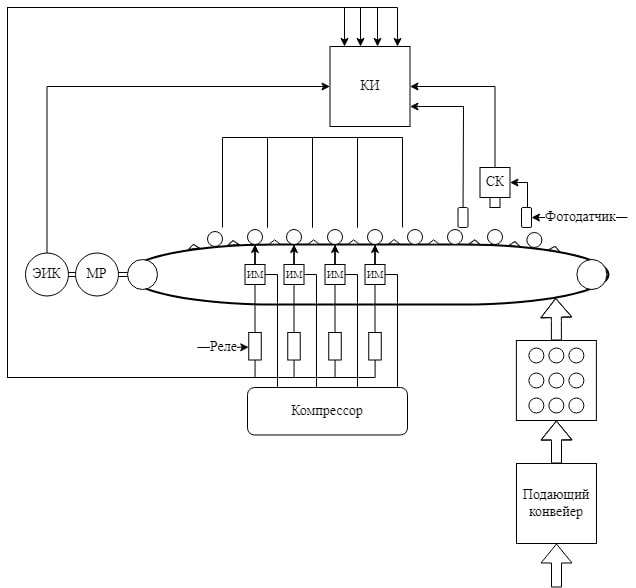 КИ
СК
Фотодатчик
ЭИК
МР
ИМ
ИМ
ИМ
ИМ
Реле
Компрессор
Подающий
конвейер